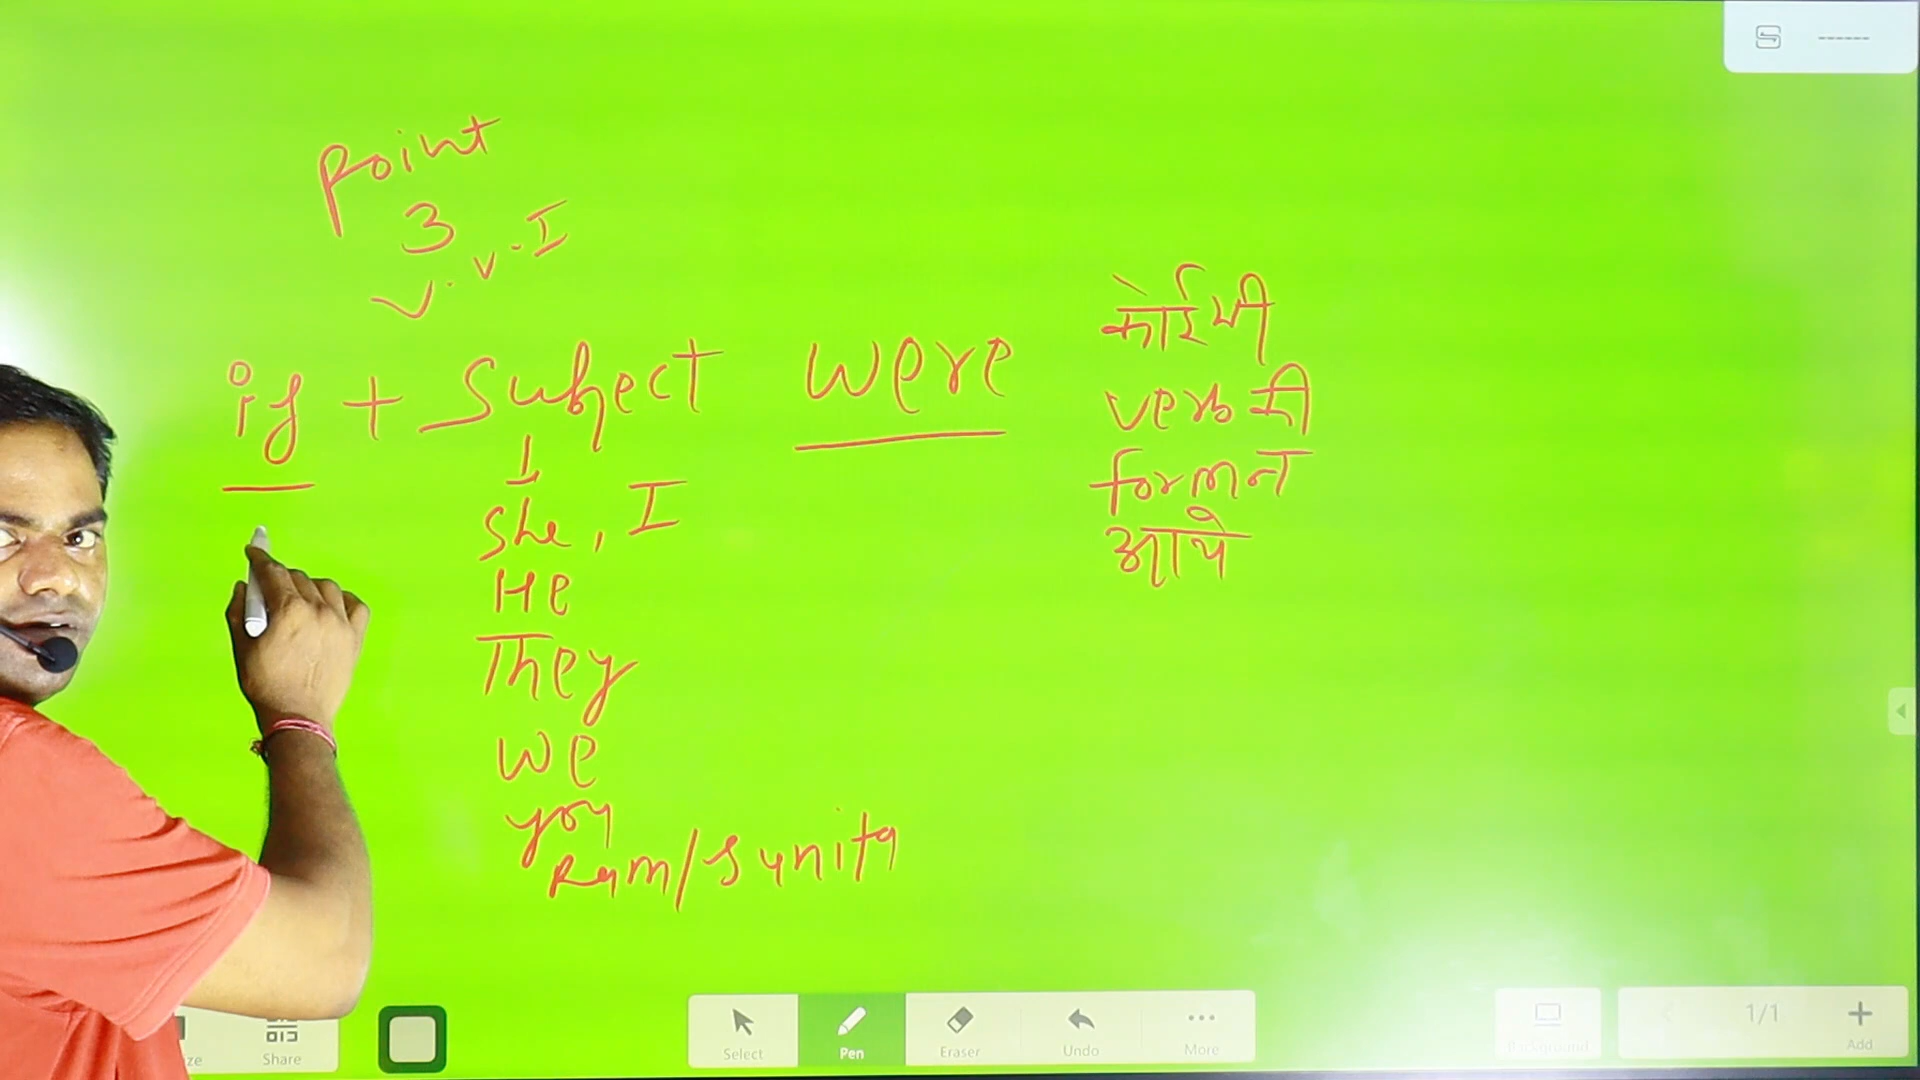 Point
3
V.V.I
if + Subject were
She, I
He
They
we
you
Ram/Sunita
कोई भी
verb की
form न
आये
Share
Select
Pen
Eraser
Undo
More
Background
1/1
Add